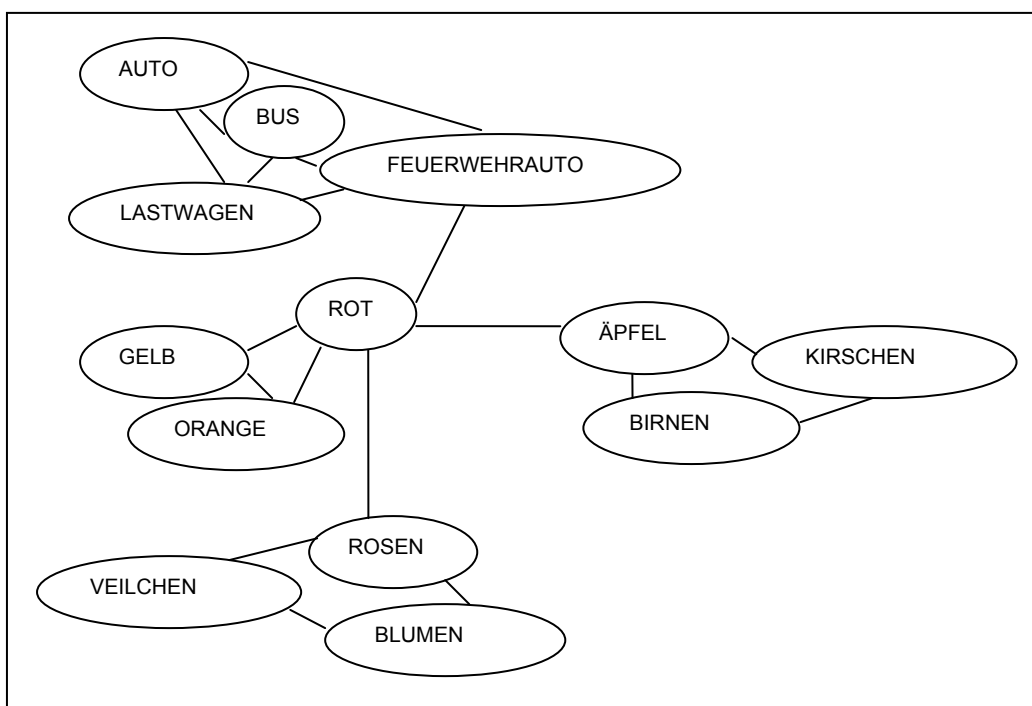 AUTO
BUS
FEUERWEHRAUTO
LASTWAGEN
ROT
ÄPFEL
KIRSCHEN
GELB
ORANGE
BIRNEN
ROSEN
VEILCHEN
BLUMEN